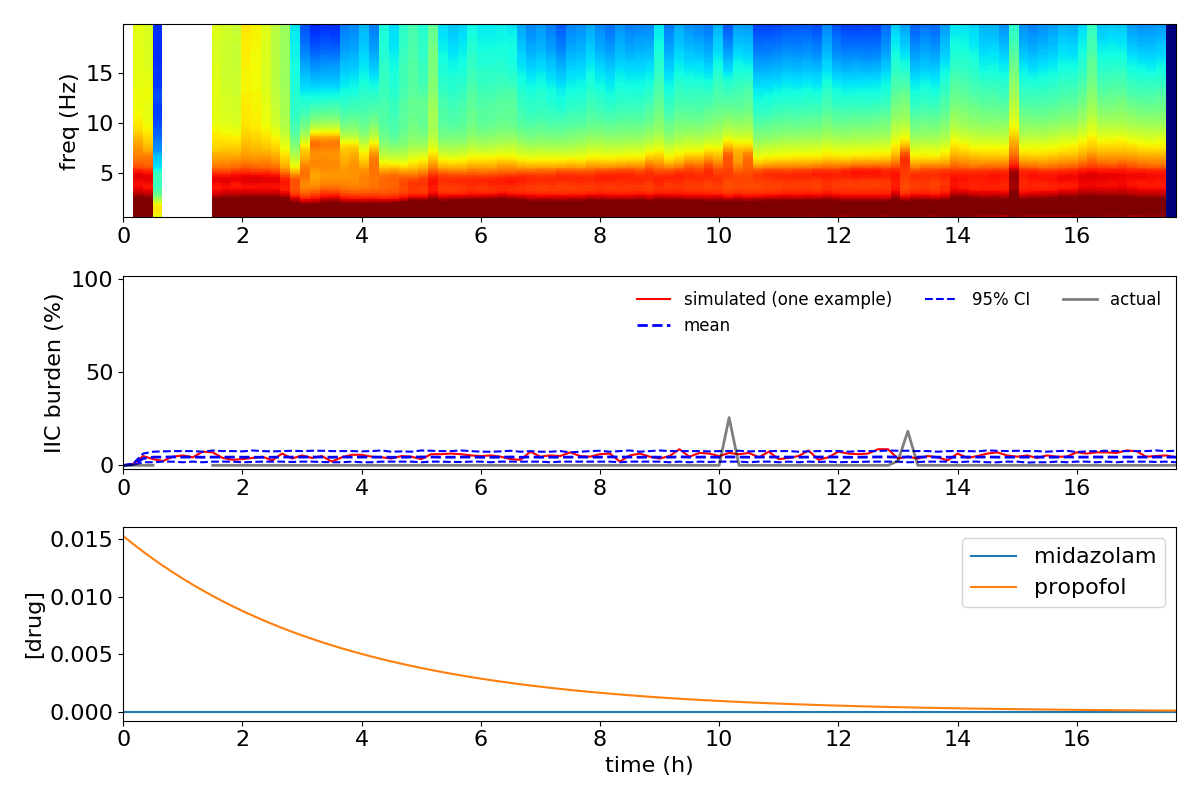 freq (Hz)
15
10
5
0 2 4 6 8 10 12 14 16
IIC burden (%)
100
50
0
simulated (one example) 95% CI actual
mean
0 2 4 6 8 10 12 14 16
[drug]
0.015
0.010
0.005
0.000
midazolam
propofol
0 2 4 6 8 10 12 14 16
time (h)